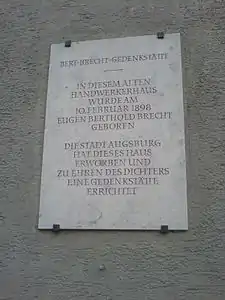 BERT-BRECHT-GEDENKSTÄTTE
IN DIESEM ALTEN
HANDWERKERHAUS
WURDE AM
10. FEBRUAR 1898
EUGEN BERTHOLD BRECHT
GEBOREN
DIE STADT AUGSBURG
HAT DIESES HAUS
ERWORBEN UND
ZU EHREN DES DICHTERS
EINE GEDENKSTÄTTE
ERRICHTET